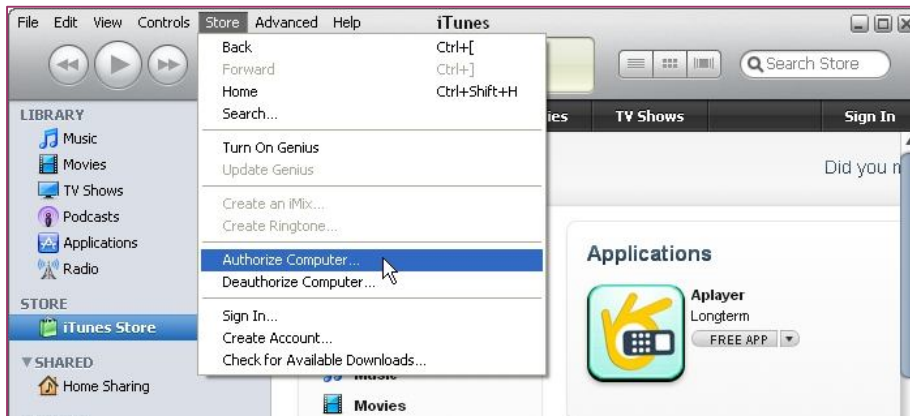 File Edit View Controls Store Advanced Help iTunes
Search Store
Back Ctrl+[
Forward Ctrl+]
Home Ctrl+Shift+H
Search...
Turn On Genius
Update Genius
Create an iMix...
Create Ringtone...
Authorize Computer...
Deauthorize Computer...
Sign In...
Create Account...
Check for Available Downloads...
LIBRARY
Music
Movies
TV Shows
Podcasts
Applications
Radio
STORE
iTunes Store
SHARED
Home Sharing
TV Shows Sign In
Did you
Applications
Aplayer
Longterm
FREE APP
Music
Movies